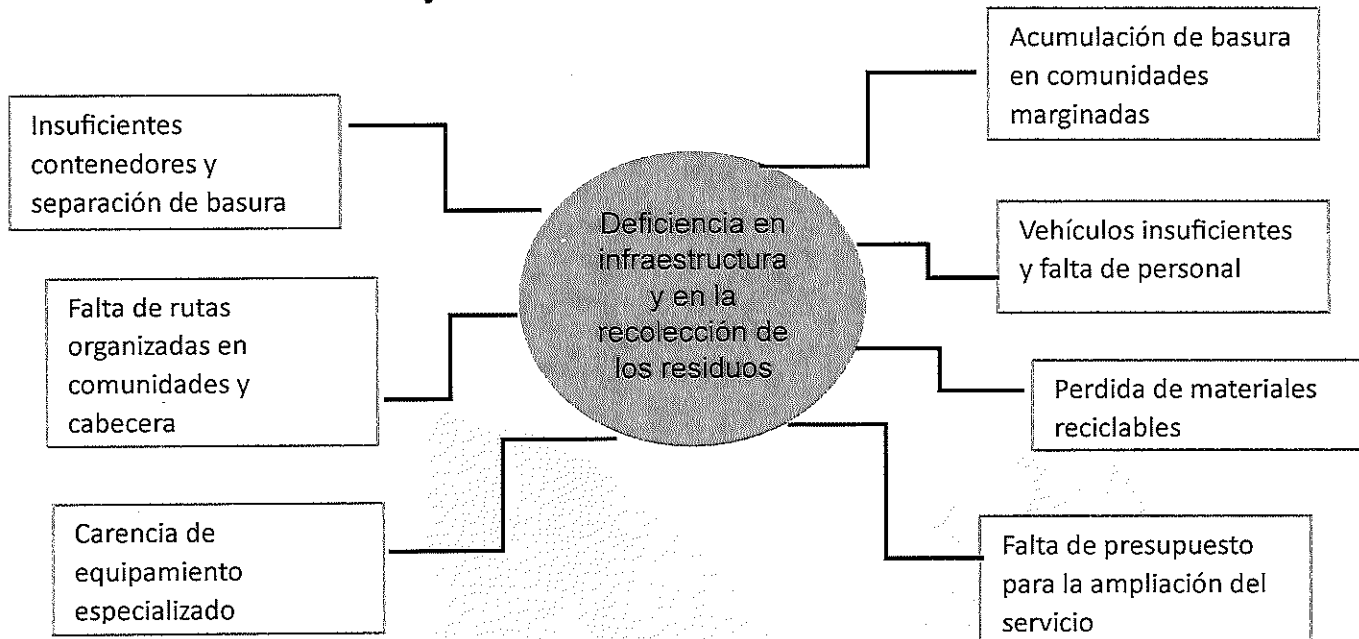 Acumulación de basura
en comunidades
marginadas
Insuficientes
contenedores y
separación de basura
Deficiencia en
infraestructura
y en la
recolección de
los residuos
Vehículos insuficientes
y falta de personal
Falta de rutas
organizadas en
comunidades y
cabecera
Perdida de materiales
reciclables
Carencia de
equipamiento
especializado
Falta de presupuesto
para la ampliación del
servicio